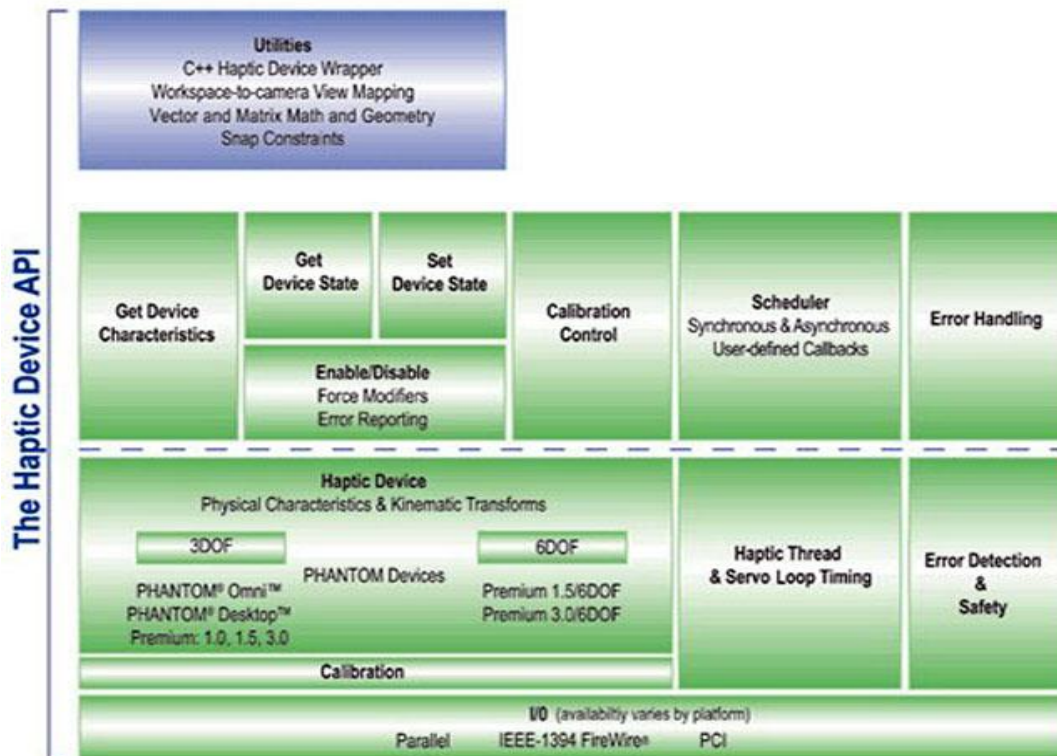 The Haptic Device API
Utilities
C++ Haptic Device Wrapper
Workspace-to-camera View Mapping
Vector and Matrix Math and Geometry
Snap Constraints
Get Device
Characteristics
Get
Device State
Set
Device State
Enable/Disable
Force Modifiers
Error Reporting
Calibration
Control
Scheduler
Synchronous & Asynchronous
User-defined Callbacks
Error Handling
Haptic Device
Physical Characteristics & Kinematic Transforms
3DOF
6DOF
PHANTOM Devices
PHANTOM® Omni™
PHANTOM® Desktop™
Premium: 1.0, 1.5, 3.0
Premium 1.5/6DOF
Premium 3.0/6DOF
Calibration
Haptic Thread
& Servo Loop Timing
Error Detection
&
Safety
I/0 (availabiltiy varies by platform)
Parallel IEEE-1394 FireWire® PCI